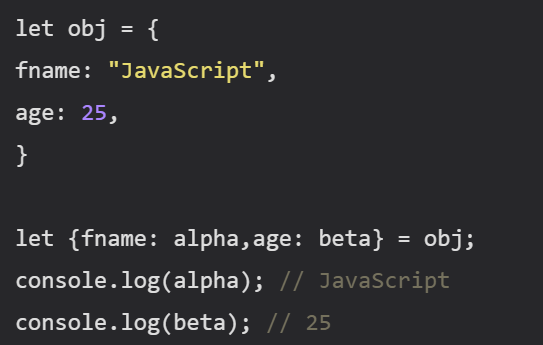 let obj = {
fname: "JavaScript",
age: 25,
}
let {fname: alpha,age: beta} = obj;
console.log(alpha); // JavaScript
console.log(beta); // 25